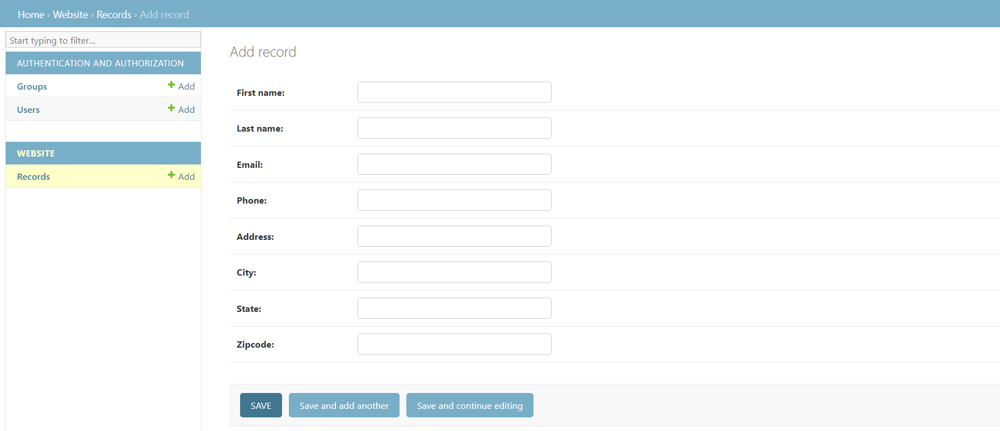 Home › Website › Records › Add record
Start typing to filter...
AUTHENTICATION AND AUTHORIZATION
Groups Add
Users Add
WEBSITE
Records Add
Add record
First name:
Last name:
Email:
Phone:
Address:
City:
State:
Zipcode:
SAVE Save and add another Save and continue editing